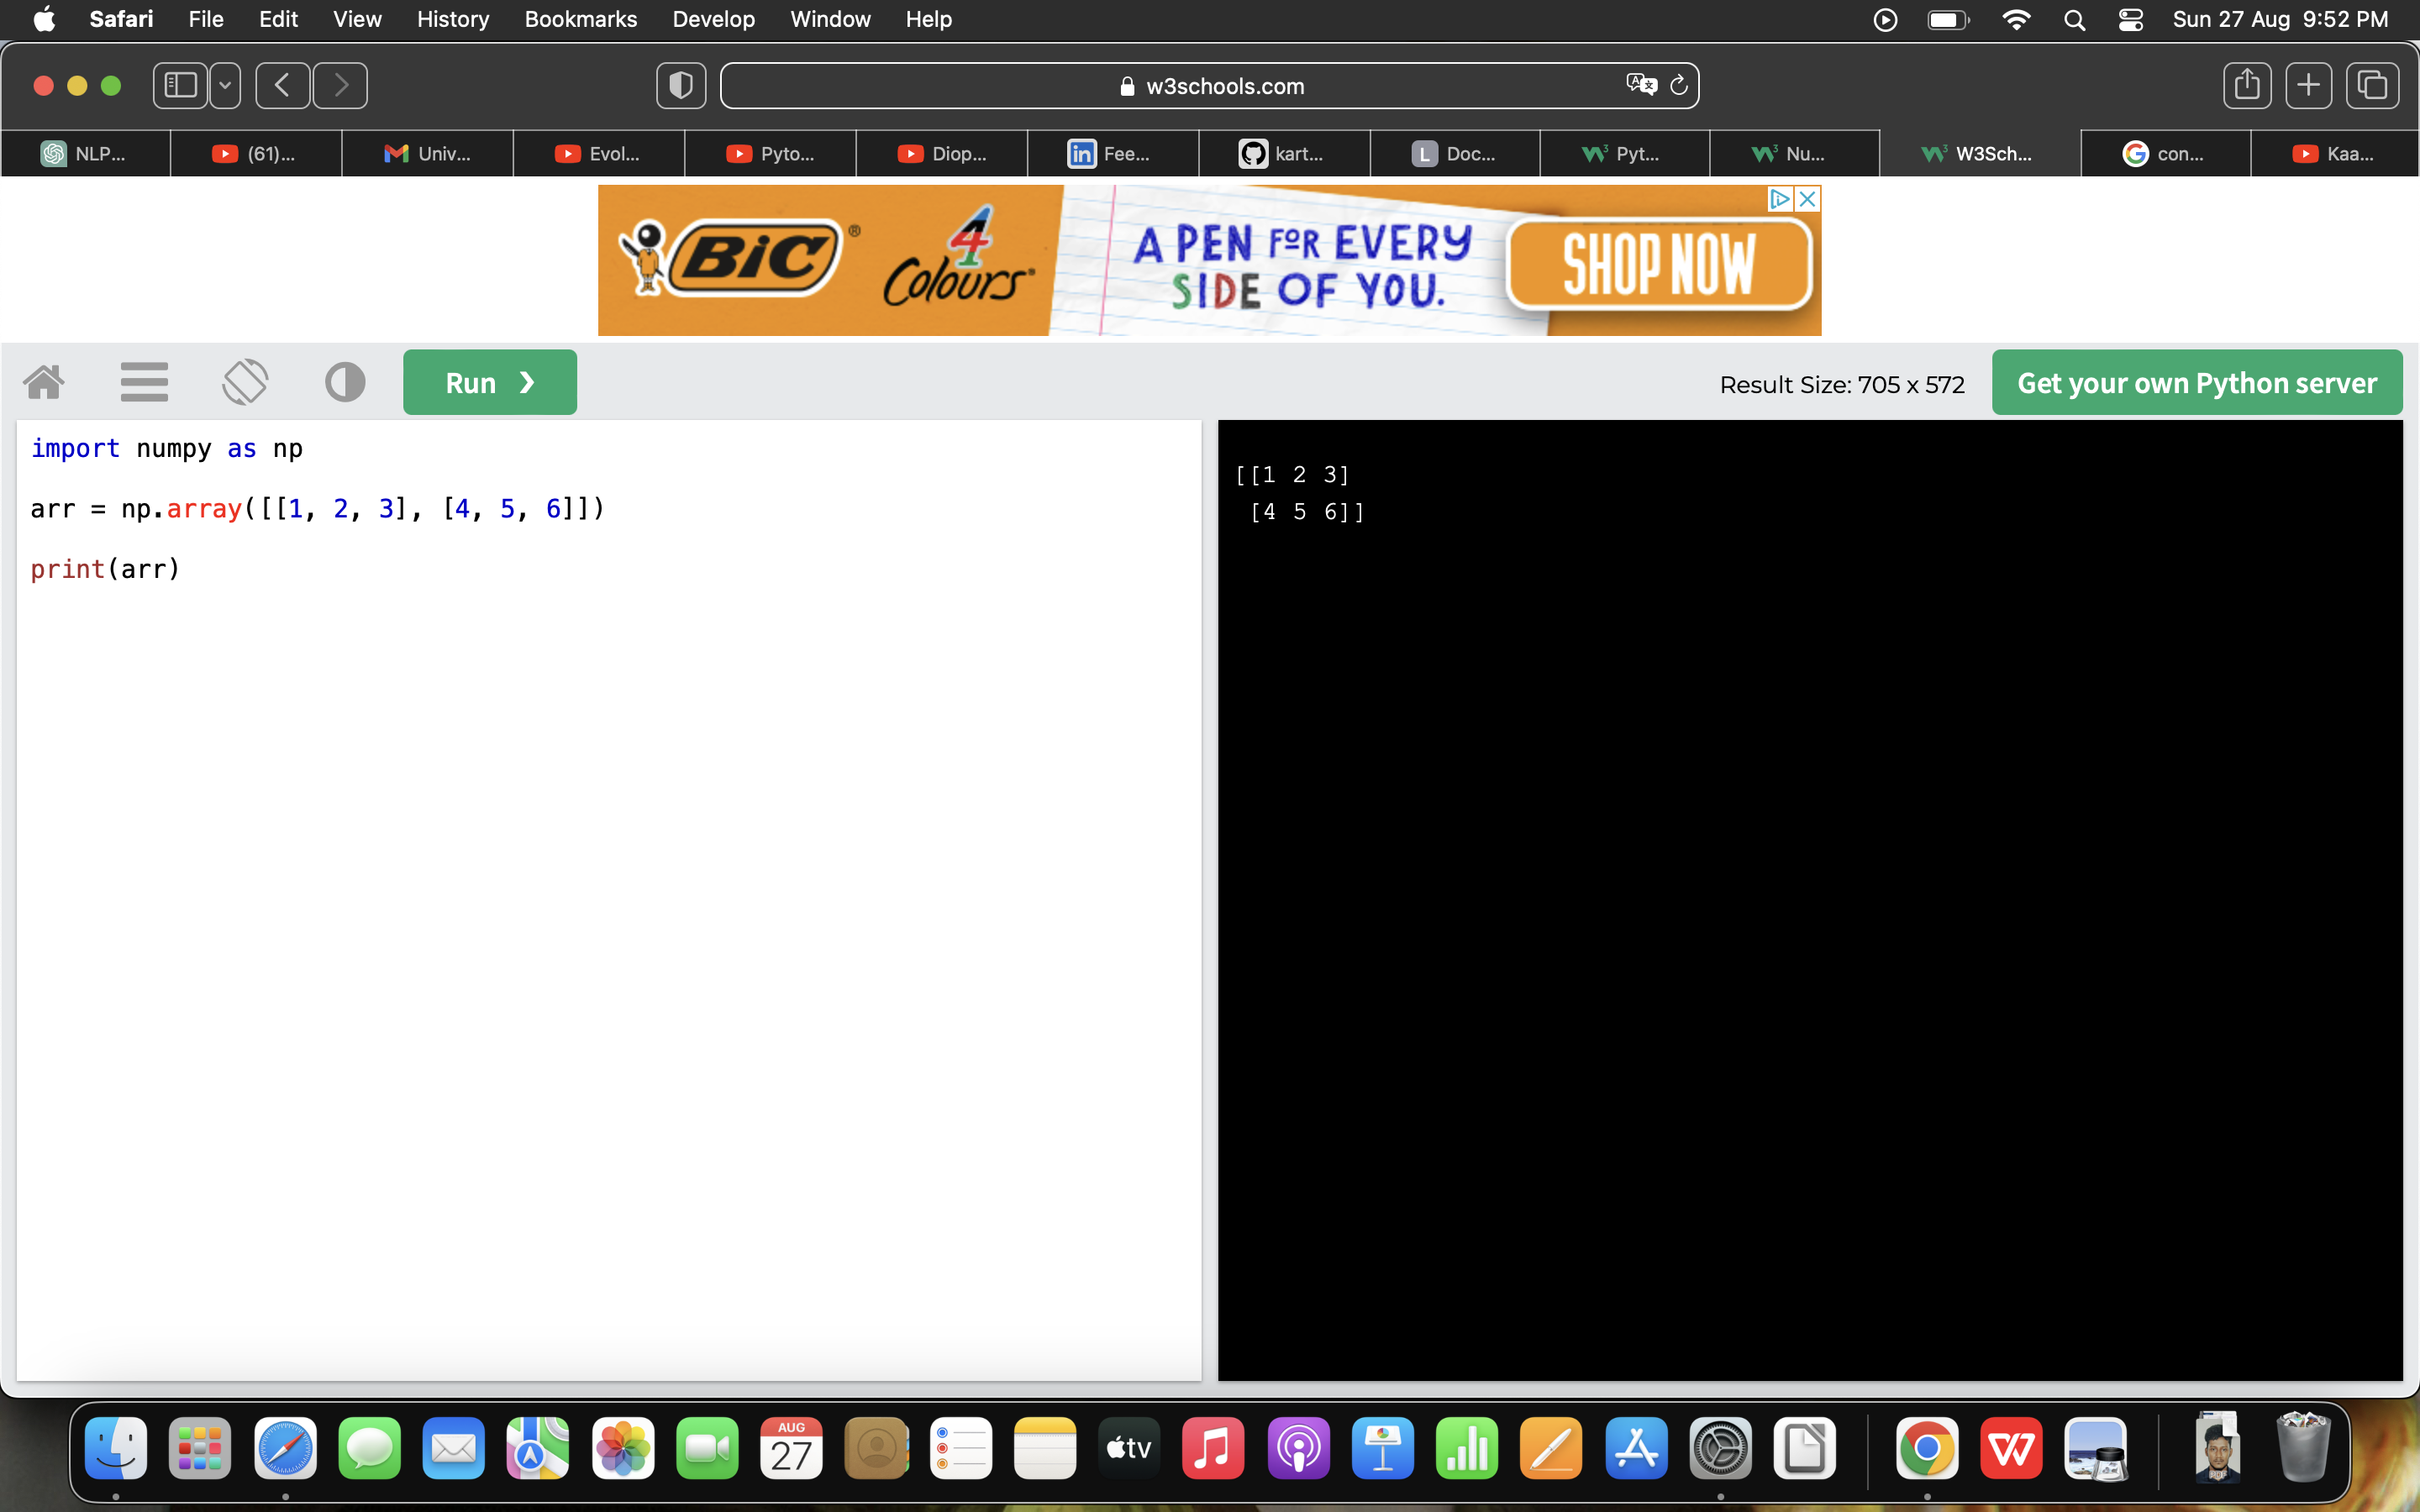 Safari File Edit View History Bookmarks Develop Window Help Sun 27 Aug 9:52 PM
w3schools.com
NLP... (61)... Univ... Evol... Pyto... Diop... Fee... kart... L Doc... Pyt... Nu... W3Sch... con... Kaa...
BiC® 4 Colours® A PEN FOR EVERY SIDE OF YOU. SHOP NOW
Run ❯ Result Size: 705 x 572 Get your own Python server
import numpy as np
arr = np.array([[1, 2, 3], [4, 5, 6]])
print(arr)
[[1 2 3]
 [4 5 6]]
AUG
27
tv